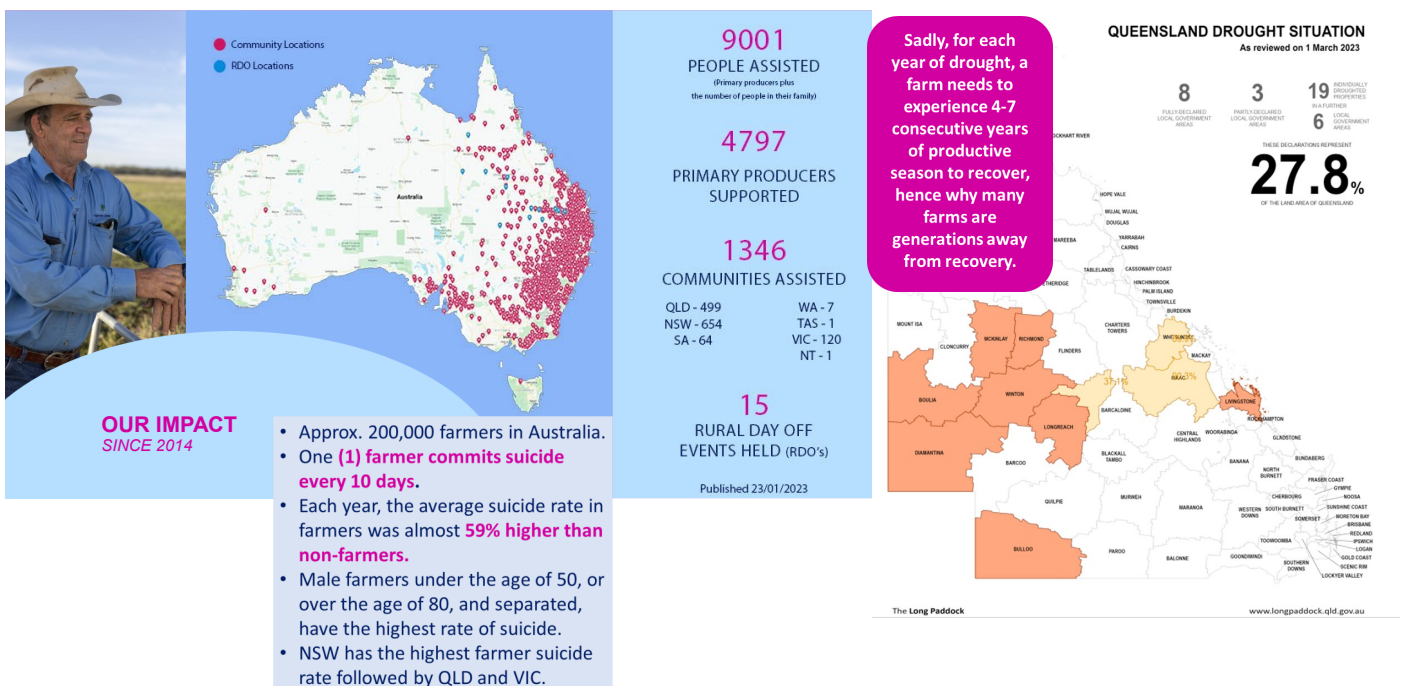 Community Locations
RDO Locations
Australia
OUR IMPACT
SINCE 2014
• Approx. 200,000 farmers in Australia.
• One (1) farmer commits suicide
every 10 days.
• Each year, the average suicide rate in
farmers was almost 59% higher than
non-farmers.
• Male farmers under the age of 50, or
over the age of 80, and separated,
have the highest rate of suicide.
• NSW has the highest farmer suicide
rate followed by QLD and VIC.
9001
PEOPLE ASSISTED
(Primary producers plus
the number of people in their family)
4797
PRIMARY PRODUCERS
SUPPORTED
1346
COMMUNITIES ASSISTED
QLD - 499
NSW - 654
SA - 64
WA - 7
TAS - 1
VIC - 120
NT - 1
15
RURAL DAY OFF
EVENTS HELD (RDO's)
Published 23/01/2023
Sadly, for each
year of drought, a
farm needs to
experience 4-7
consecutive years
of productive
season to recover,
hence why many
farms are
generations away
from recovery.
QUEENSLAND DROUGHT SITUATION
As reviewed on 1 March 2023
8
FULLY DECLARED
LOCAL GOVERNMENT
AREAS
3
PARTLY DECLARED
LOCAL GOVERNMENT
AREAS
19 INDIVIDUALLY
DROUGHTED
PROPERTIES
IN A FURTHER
6 LOCAL
GOVERNMENT
AREAS
THESE DECLARATIONS REPRESENT
27.8%
OF THE LAND AREA OF QUEENSLAND
OCKHART RIVER
HOPE VALE
WUJAL WUJAL
DOUGLAS
MAREEBA
YARRABAH
CAIRNS
TABLELANDS
CASSOWARY COAST
HINCHINBROOK
ETHERIDGE
PALM ISLAND
TOWNSVILLE
BURDEKIN
MOUNT ISA
CLONCURRY
MCKINLAY
RICHMOND
FLINDERS
CHARTERS
TOWERS
WHITSUNDAY
MACKAY
ISAAC
37.1%
BOULIA
WINTON
BARCALDINE
LIVINGSTONE
ROCKHAMPTON
LONGREACH
CENTRAL
HIGHLANDS
WOORABINDA
GLADSTONE
DIAMANTINA
BARCOO
BLACKALL
TAMBO
BANANA
BUNDABERG
NORTH
BURNETT
FRASER COAST
GYMPIE
QUILPIE
MURWEH
MARANOA
CHERBOURG
NOOSA
WESTERN
DOWNS
SOUTH BURNETT
SUNSHINE COAST
SOMERSET
MORETON BAY
BRISBANE
REDLAND
BULLOO
PAROO
BALONNE
GOONDIWINDI
TOOWOOMBA
IPSWICH
LOGAN
GOLD COAST
SOUTHERN
DOWNS
SCENIC RIM
LOCKYER VALLEY
The Long Paddock
www.longpaddock.qld.gov.au